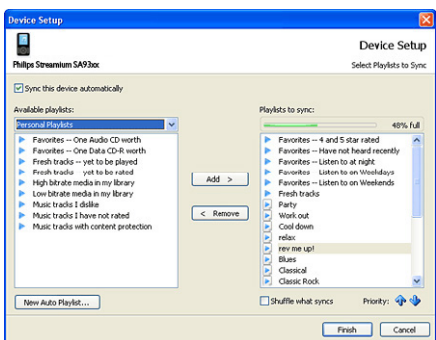 Device Setup
Device Setup
Philips Streamium SA93xx
Select Playlists to Sync
Sync this device automatically
Available playlists:
Personal Playlists
Favorites -- One Audio CD worth
Favorites -- One Data CD-R worth
Fresh tracks -- yet to be played
Fresh tracks -- yet to be rated
High bitrate media in my library
Low bitrate media in my library
Music tracks I dislike
Music tracks I have not rated
Music tracks with content protection
New Auto Playlist...
Add >
< Remove
Playlists to sync:
48% full
Favorites -- 4 and 5 star rated
Favorites -- Have not heard recently
Favorites -- Listen to at night
Favorites -- Listen to on Weekdays
Favorites -- Listen to on Weekends
Fresh tracks
Party
Work out
Cool down
relax
rev me up!
Blues
Classical
Classic Rock
Shuffle what syncs
Priority:
Finish
Cancel